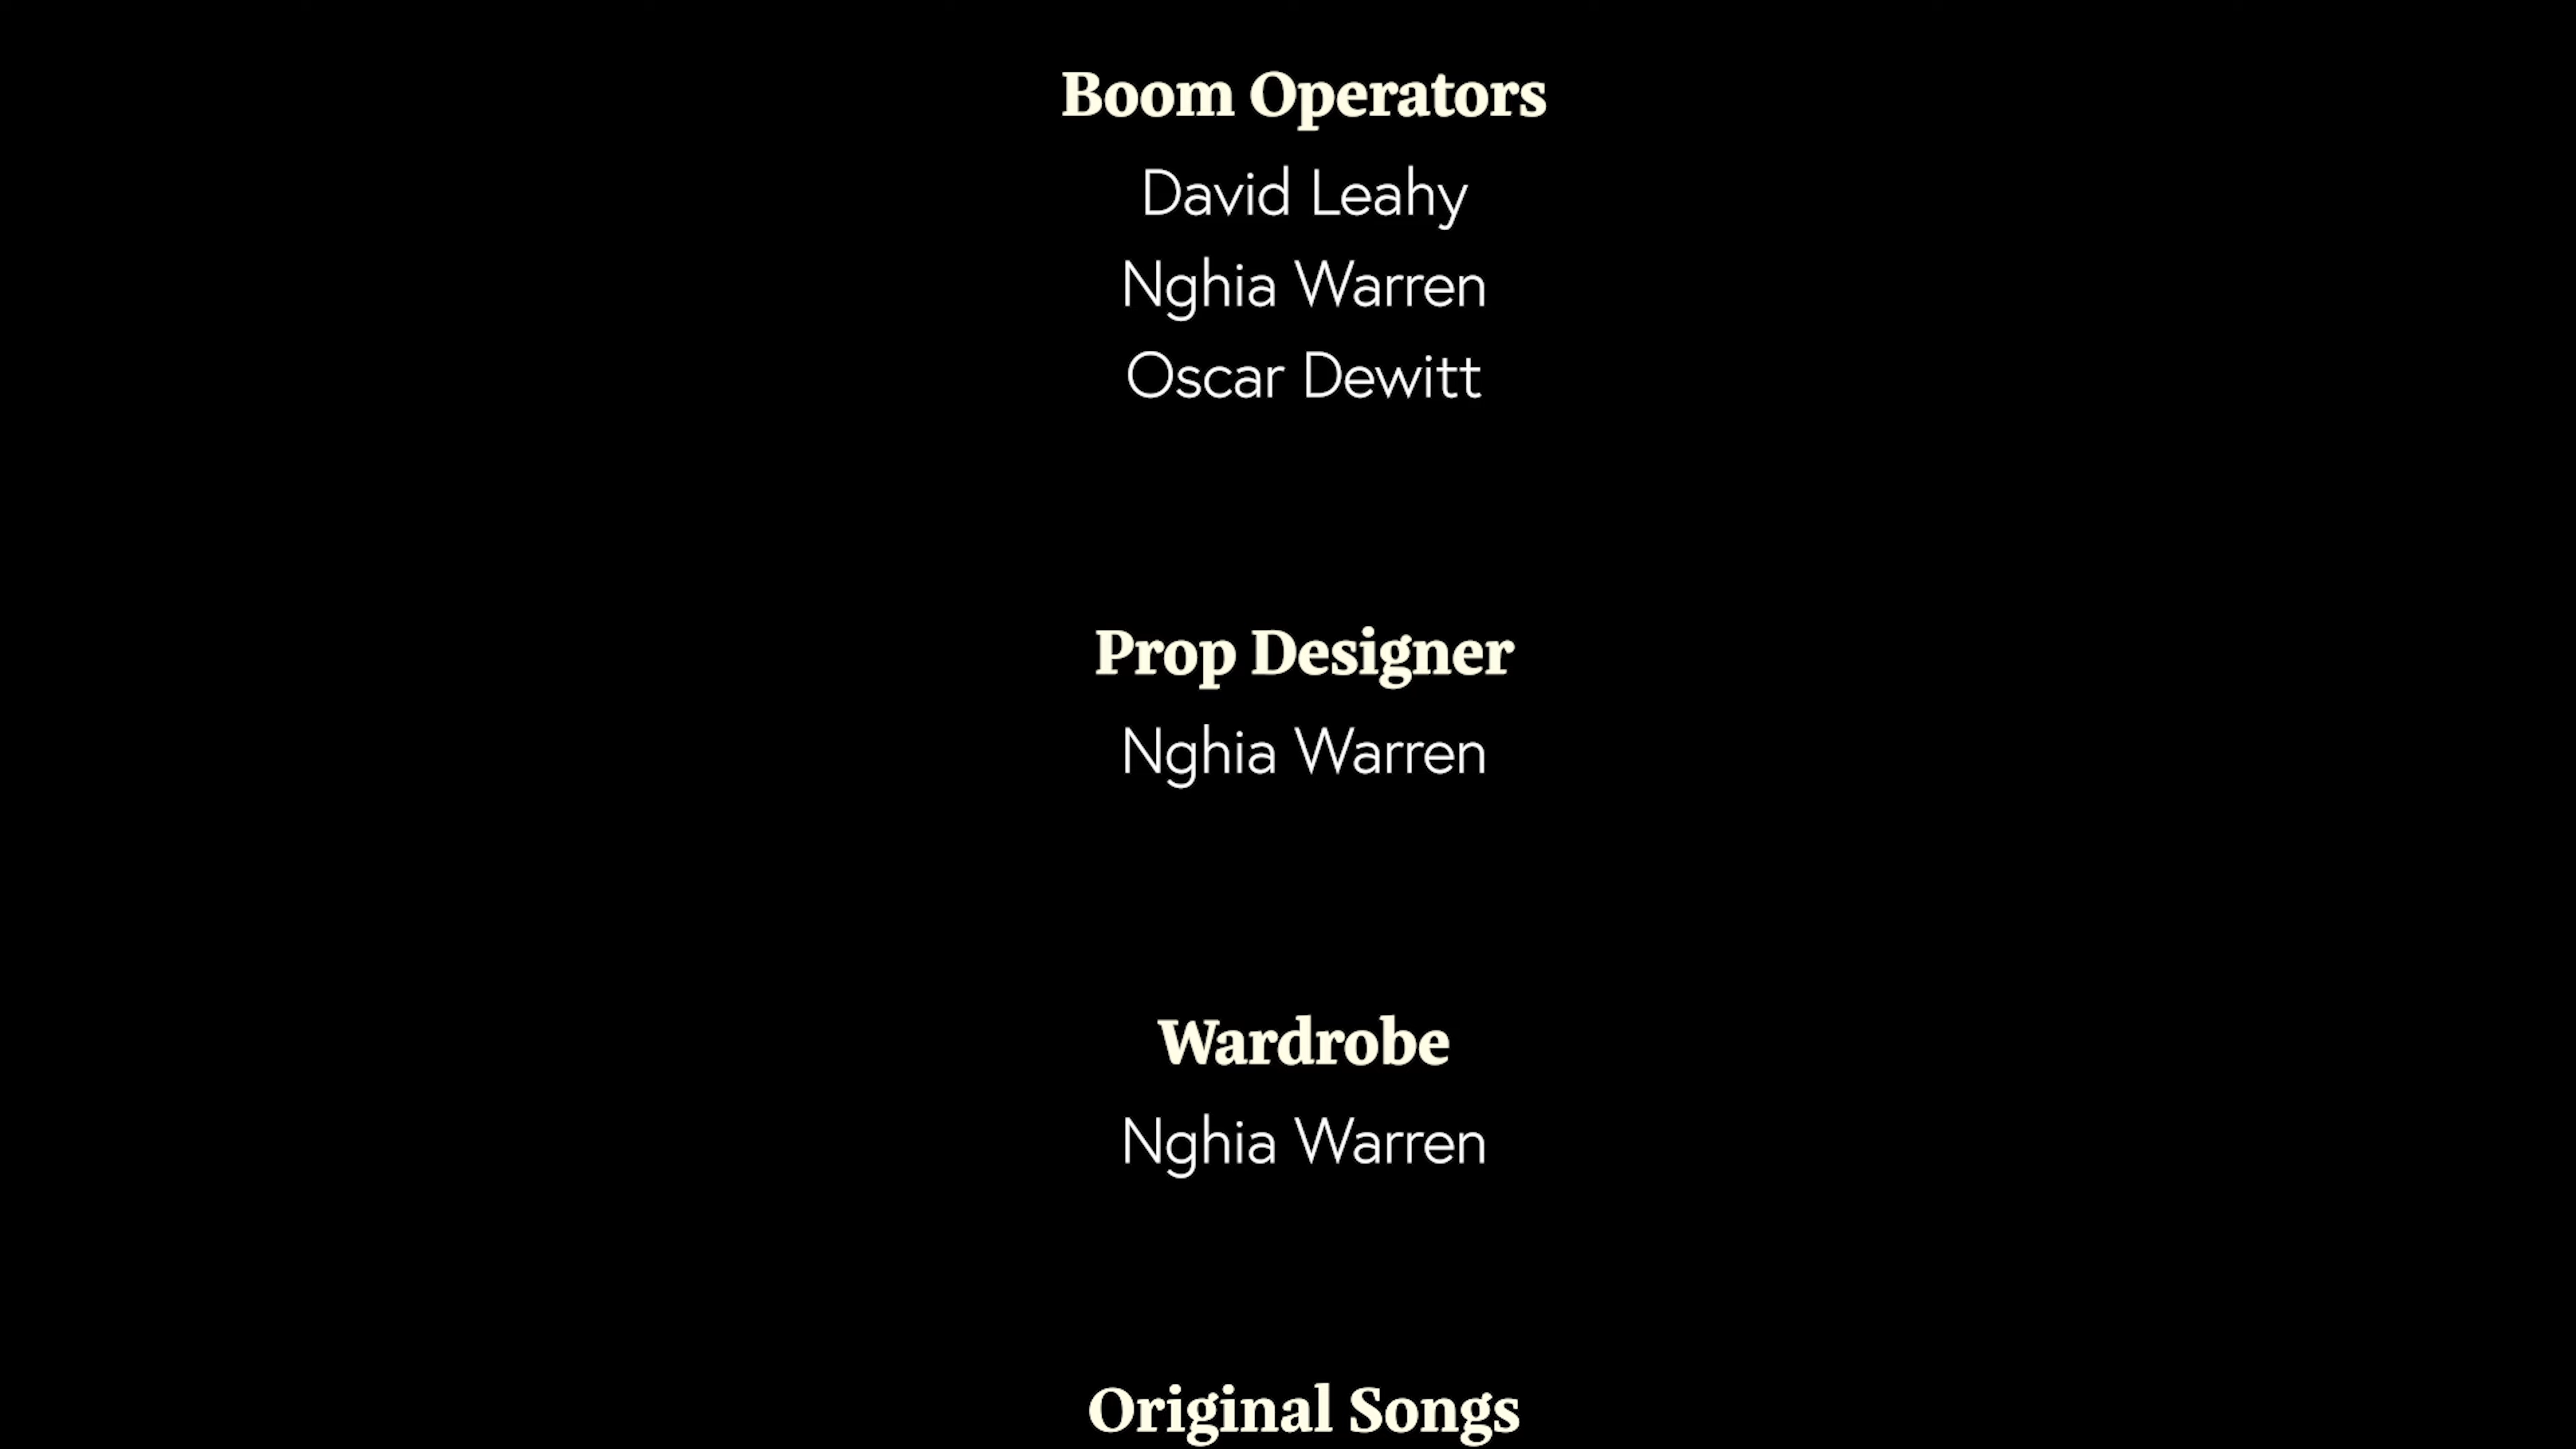 Boom Operators
David Leahy
Nghia Warren
Oscar Dewitt
Prop Designer
Nghia Warren
Wardrobe
Nghia Warren
Original Songs